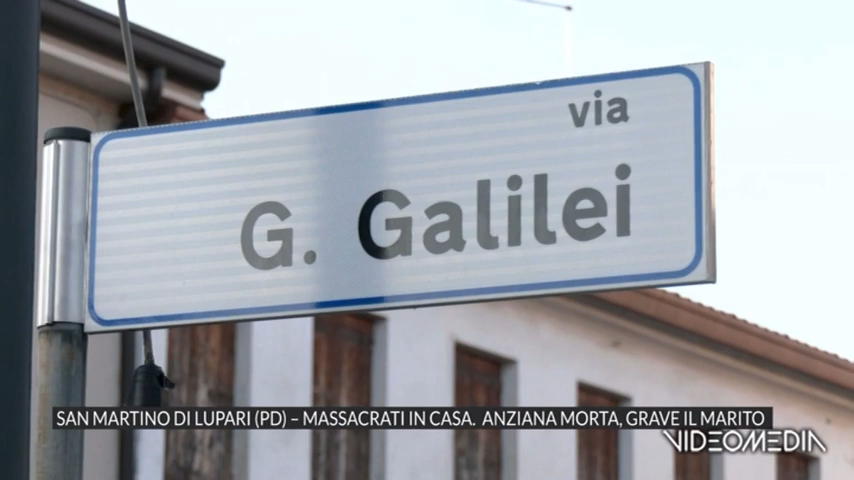 via
G. Galilei
SAN MARTINO DI LUPARI (PD) – MASSACRATI IN CASA. ANZIANA MORTA, GRAVE IL MARITO
VIDEOMEDIA